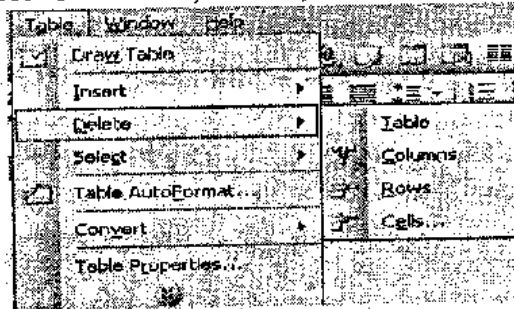 Table Window Help
Draw Table
Insert
Delete
Select
Table AutoFormat...
Convert
Table Properties...
Table
Columns
Rows
Cells...